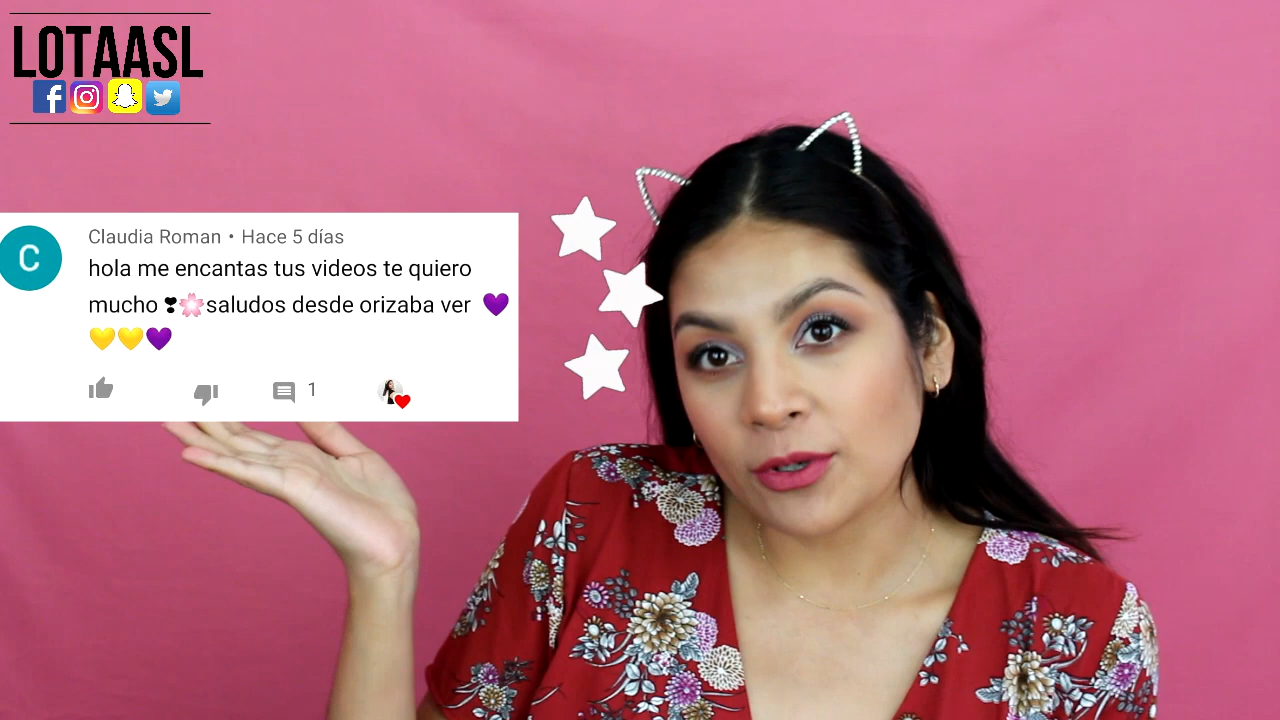 LOTAASL
Claudia Roman • Hace 5 días
hola me encantas tus videos te quiero
mucho ❣🌸saludos desde orizaba ver 💜
💛💛💜
1
C